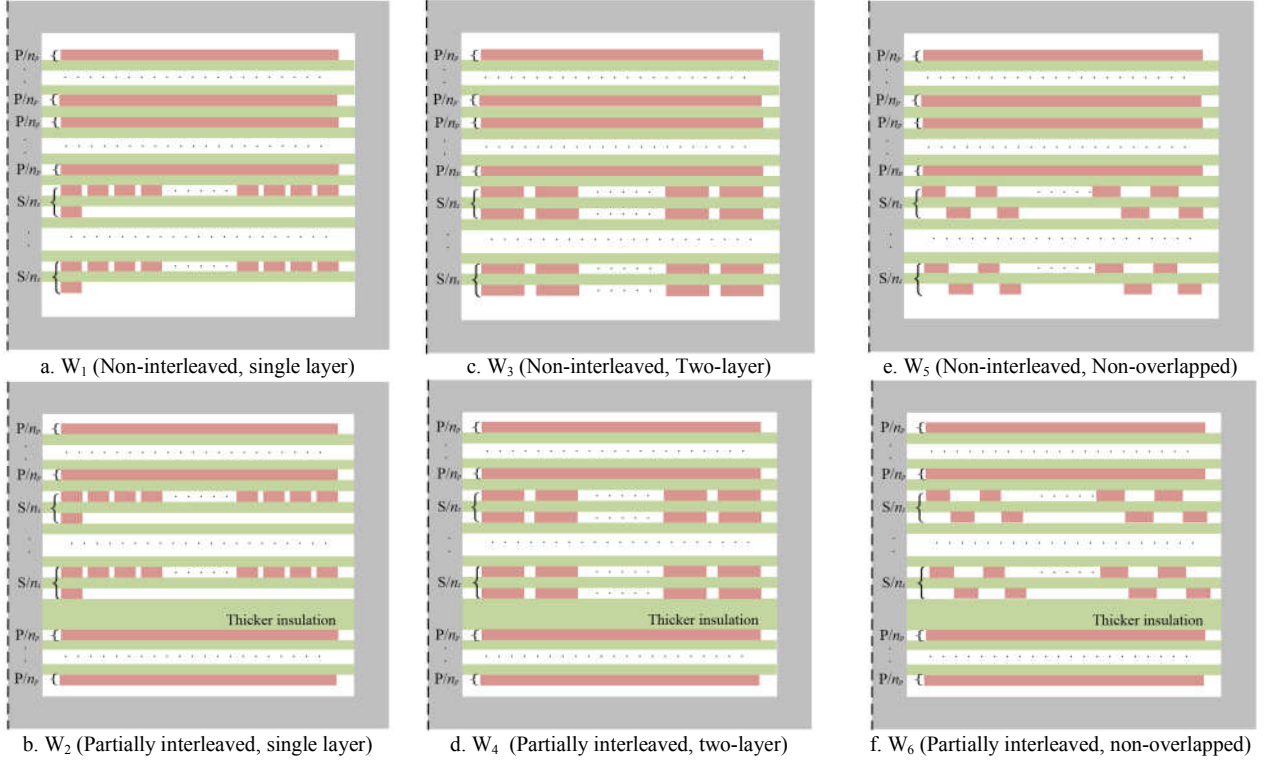 P/nₚ
P/nₚ
P/nₚ
P/nₚ
S/nₛ
S/nₛ
a. W₁ (Non-interleaved, single layer)
P/nₚ
P/nₚ
P/nₚ
P/nₚ
S/nₛ
S/nₛ
c. W₃ (Non-interleaved, Two-layer)
P/nₚ
P/nₚ
P/nₚ
P/nₚ
S/nₛ
S/nₛ
e. W₅ (Non-interleaved, Non-overlapped)
P/nₚ
P/nₚ
S/nₛ
S/nₛ
Thicker insulation
P/nₚ
P/nₚ
b. W₂ (Partially interleaved, single layer)
P/nₚ
P/nₚ
S/nₛ
S/nₛ
Thicker insulation
P/nₚ
P/nₚ
d. W₄ (Partially interleaved, two-layer)
P/nₚ
P/nₚ
S/nₛ
S/nₛ
Thicker insulation
P/nₚ
P/nₚ
f. W₆ (Partially interleaved, non-overlapped)